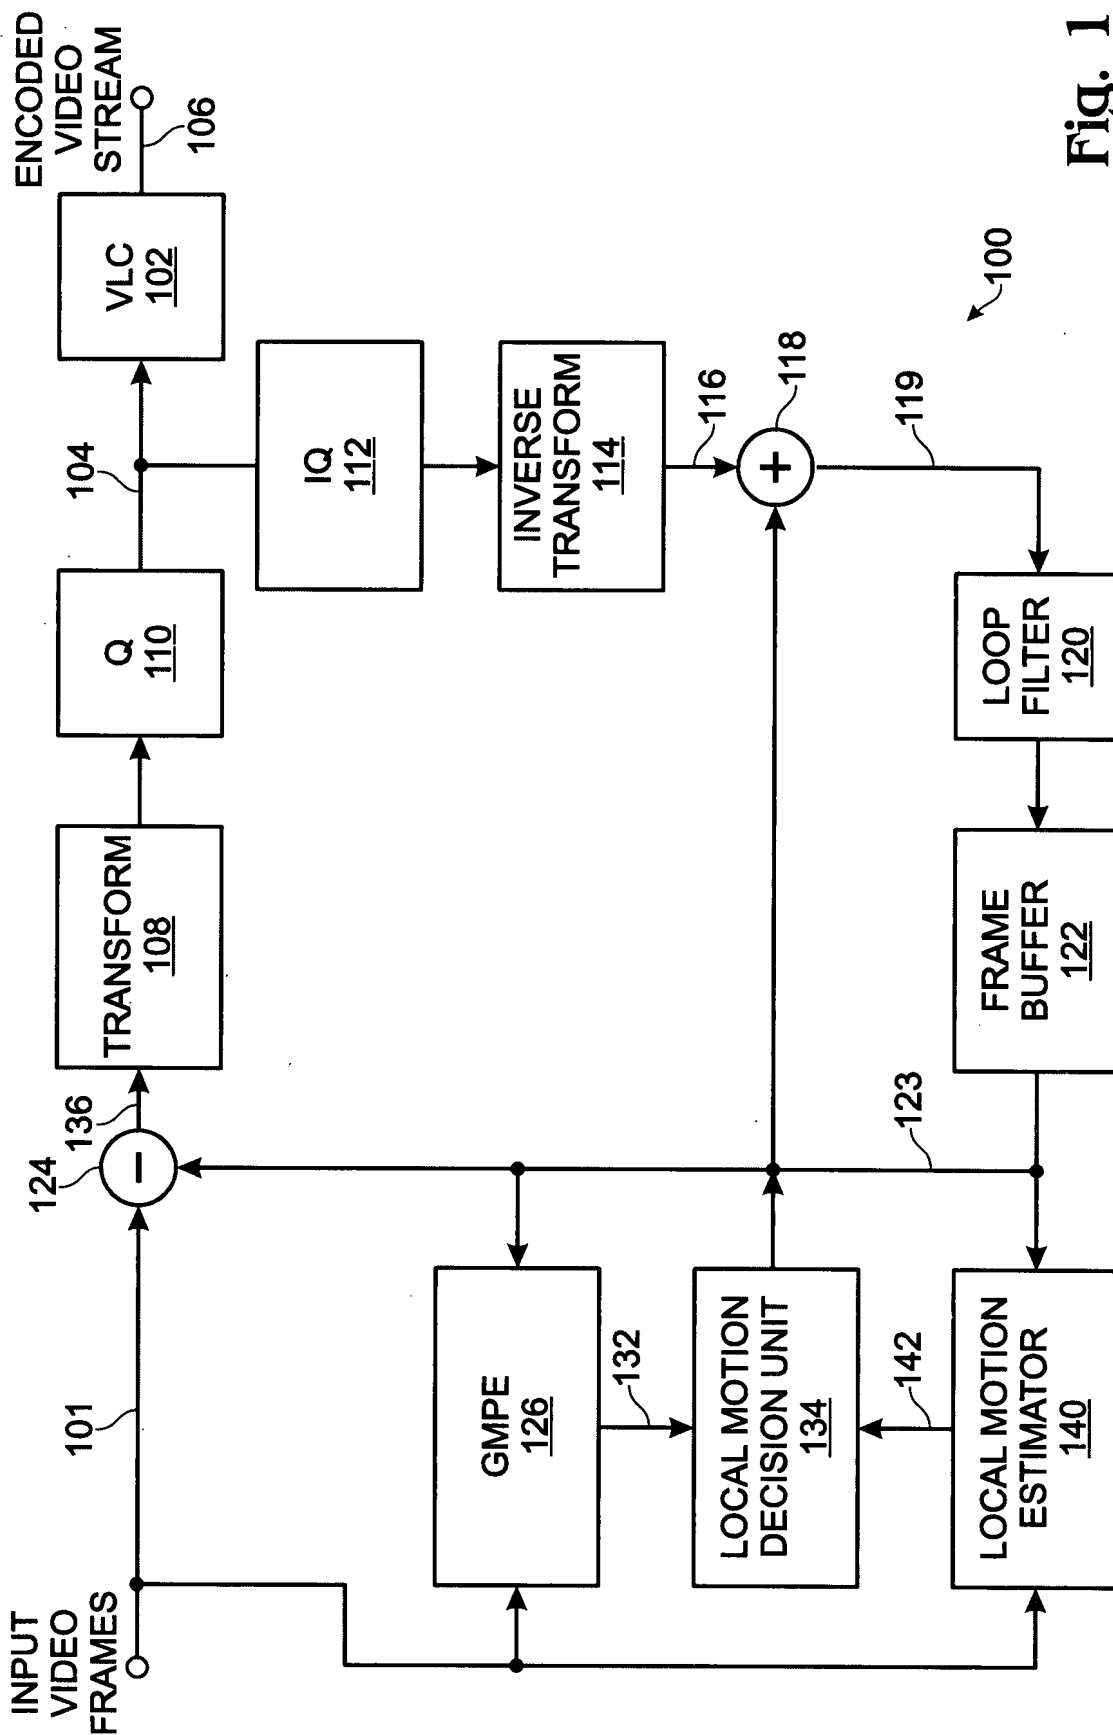 INPUT
VIDEO
FRAMES
101
124
136
TRANSFORM
108
Q
110
104
VLC
102
106
ENCODED
VIDEO
STREAM
IQ
112
INVERSE
TRANSFORM
114
116
+
118
119
100
GMPE
126
132
LOCAL MOTION
DECISION UNIT
134
142
LOCAL MOTION
ESTIMATOR
140
123
FRAME
BUFFER
122
LOOP
FILTER
120
Fig. 1